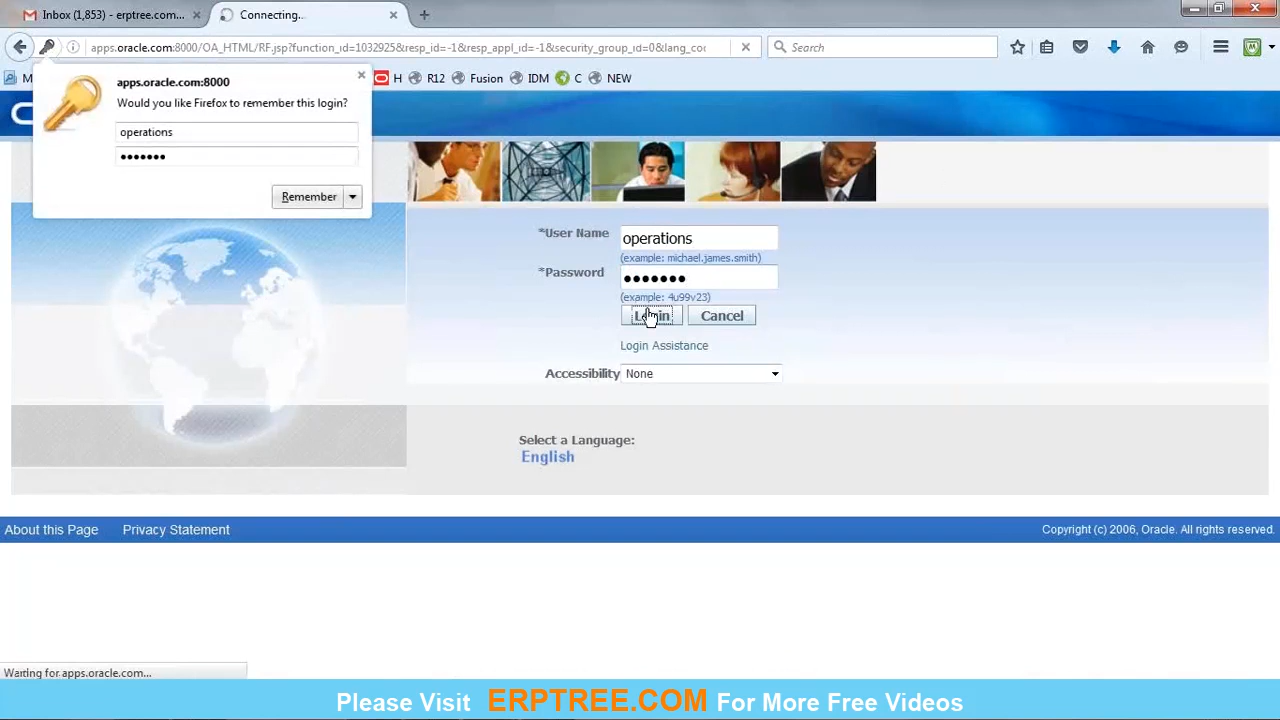 Inbox (1,853) - erptree.com...
Connecting...
apps.oracle.com:8000/OA_HTML/RF.jsp?function_id=1032925&resp_id=-1&resp_appl_id=-1&security_group_id=0&lang_co
Search
M
H
R12
Fusion
IDM
C
NEW
apps.oracle.com:8000
Would you like Firefox to remember this login?
operations
●●●●●●●
Remember
*User Name
operations
(example: michael.james.smith)
*Password
●●●●●●●
(example: 4u99v23)
Login
Cancel
Login Assistance
Accessibility
None
Select a Language:
English
About this Page
Privacy Statement
Copyright (c) 2006, Oracle. All rights reserved.
Waiting for apps.oracle.com...
Please Visit ERPTREE.COM For More Free Videos